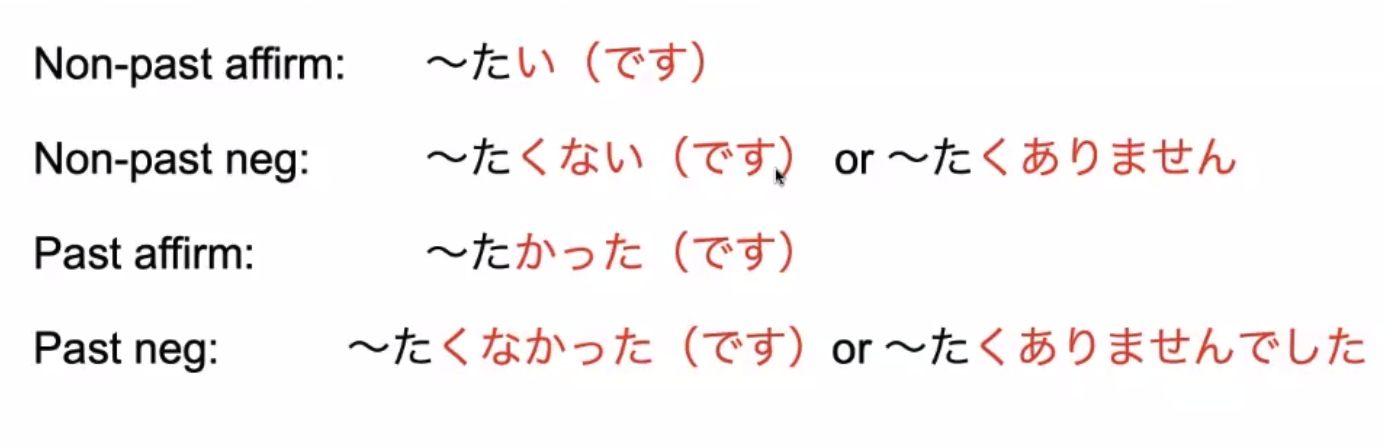 Non-past affirm: ～たい（です）
Non-past neg: ～たくない（です） or ～たくありません
Past affirm: ～たかった（です）
Past neg: ～たくなかった（です）or ～たくありませんでした